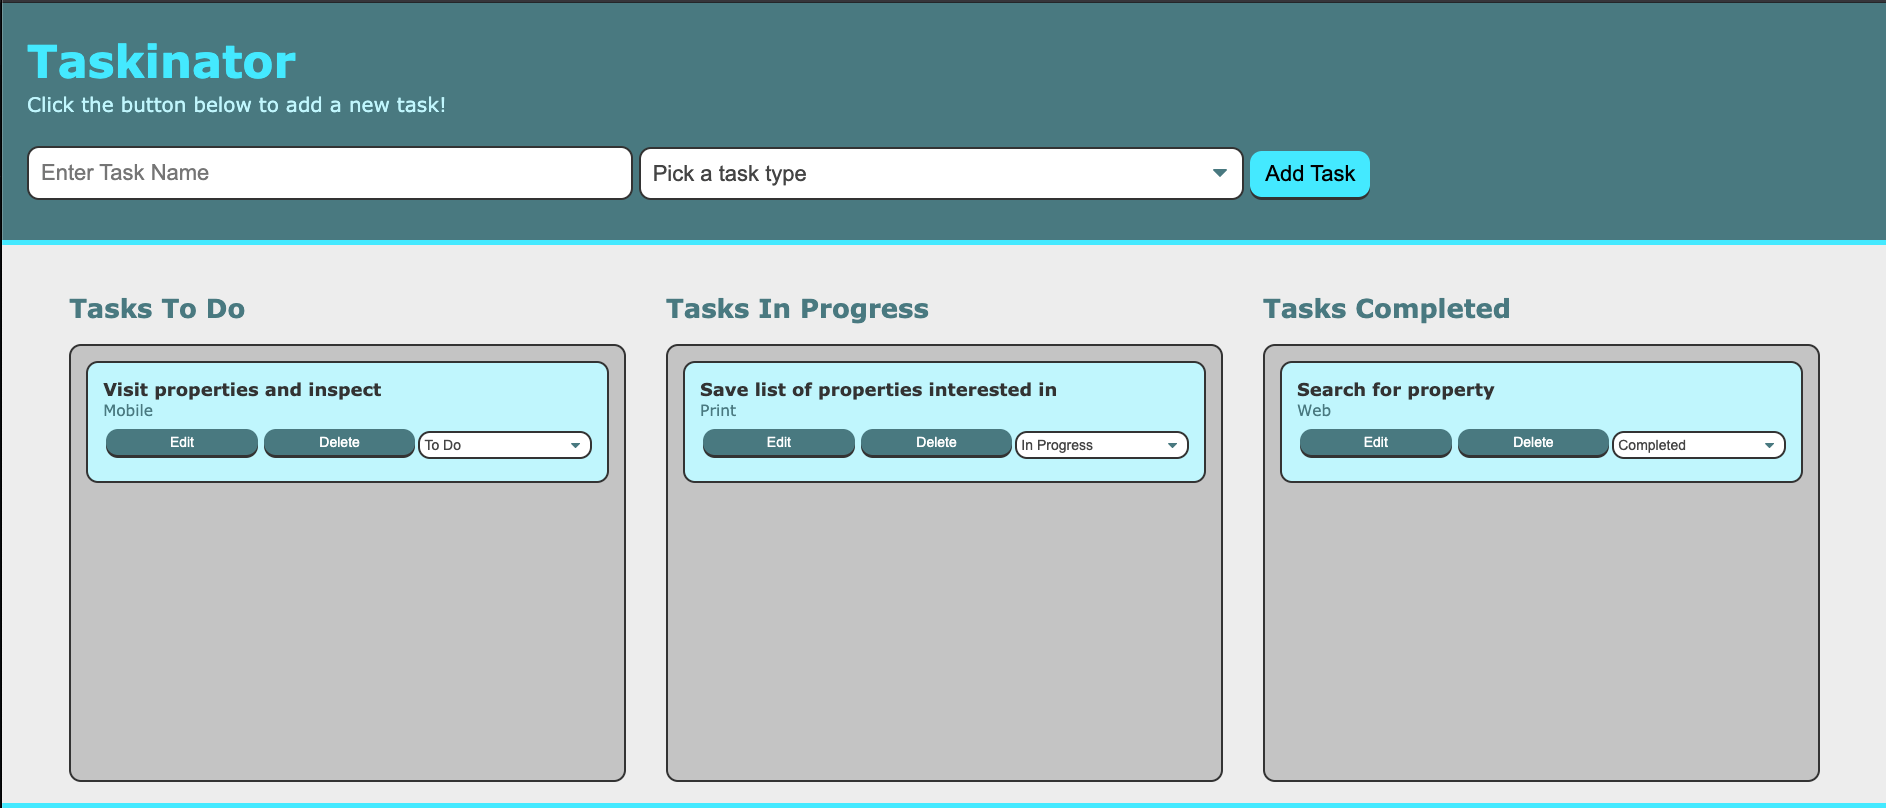 Taskinator
Click the button below to add a new task!
Enter Task Name
Pick a task type
Add Task
Tasks To Do
Visit properties and inspect
Mobile
Edit
Delete
To Do
Tasks In Progress
Save list of properties interested in
Print
Edit
Delete
In Progress
Tasks Completed
Search for property
Web
Edit
Delete
Completed